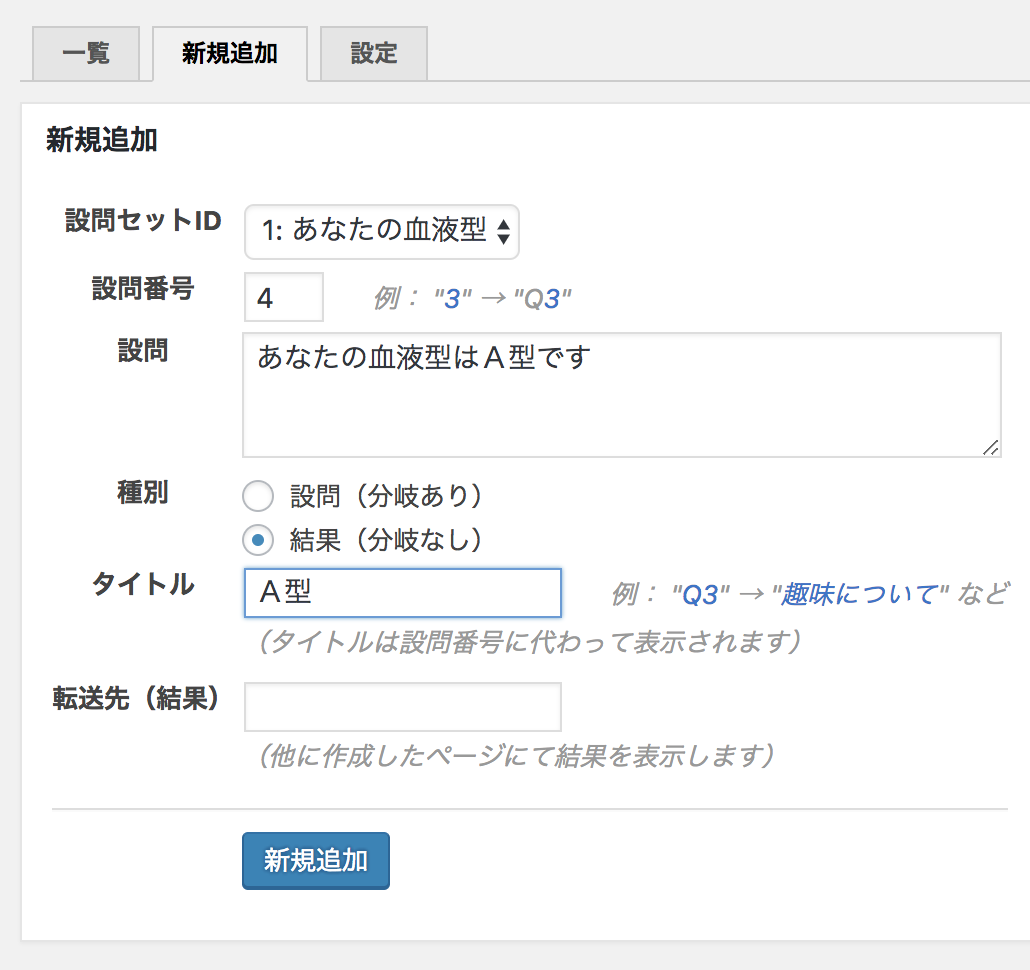 一覧 新規追加 設定
新規追加
設問セットID 1: あなたの血液型
設問番号 4 例： "3" → "Q3"
設問 あなたの血液型はＡ型です
種別 設問（分岐あり）
結果（分岐なし）
タイトル Ａ型 例： "Q3" → "趣味について" など
（タイトルは設問番号に代わって表示されます）
転送先（結果）
（他に作成したページにて結果を表示します）
新規追加